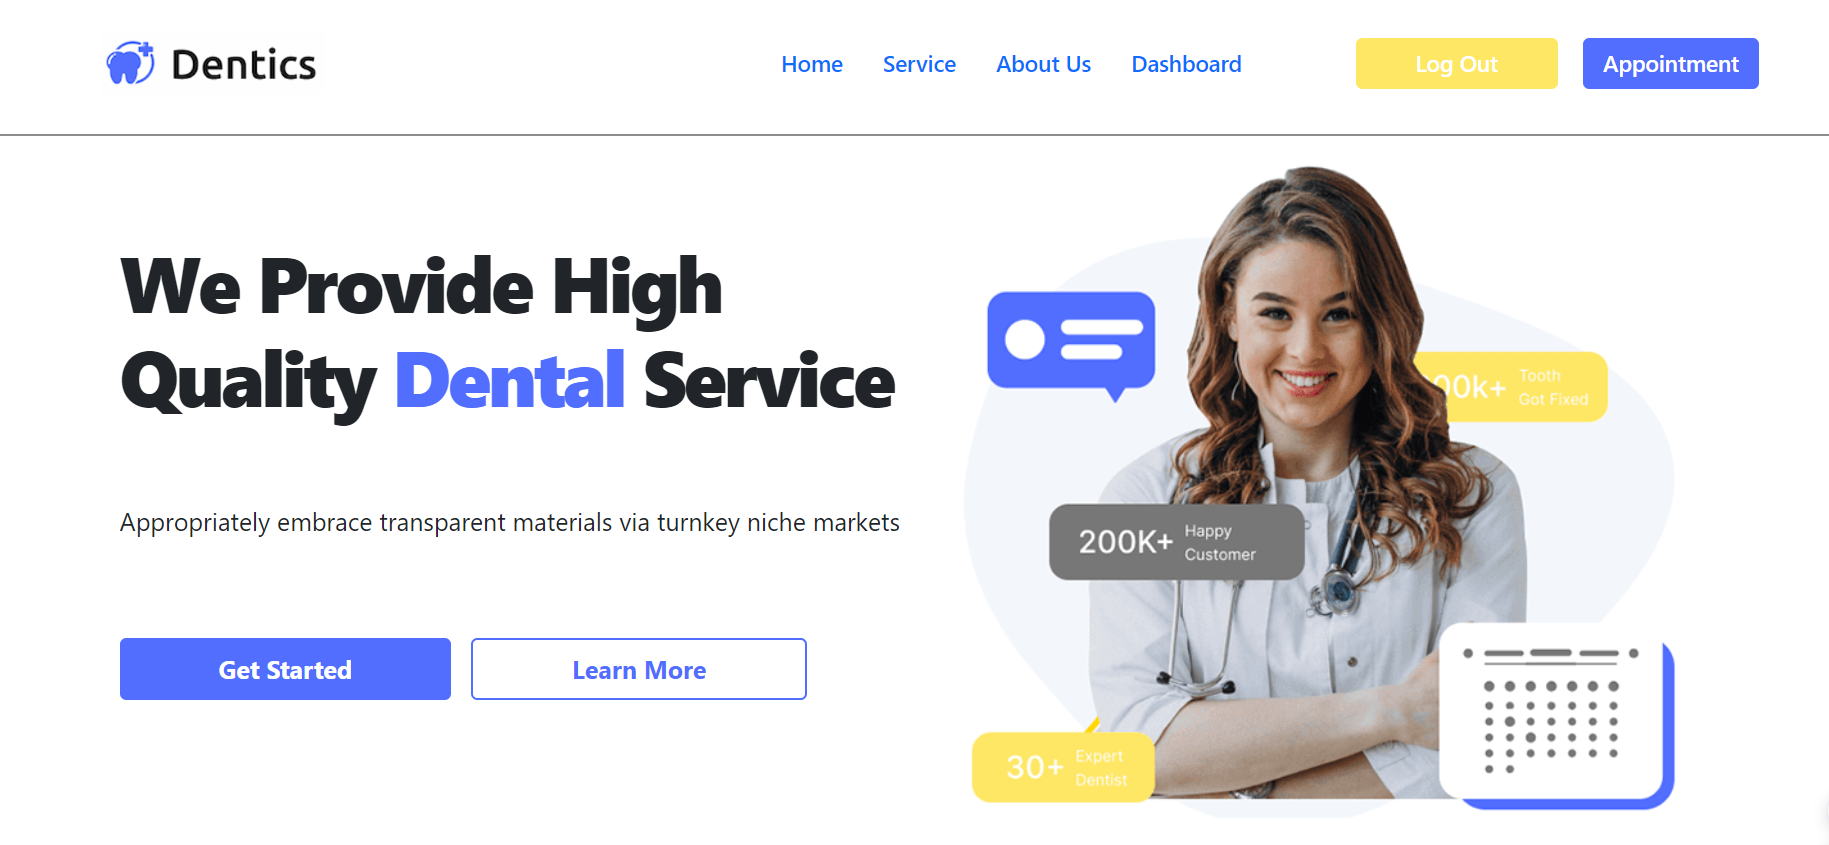 Dentics
Home Service About Us Dashboard Log Out Appointment
We Provide High
Quality Dental Service
Appropriately embrace transparent materials via turnkey niche markets
Get Started Learn More
00k+ Tooth
Got Fixed
200K+ Happy
Customer
30+ Expert
Dentist